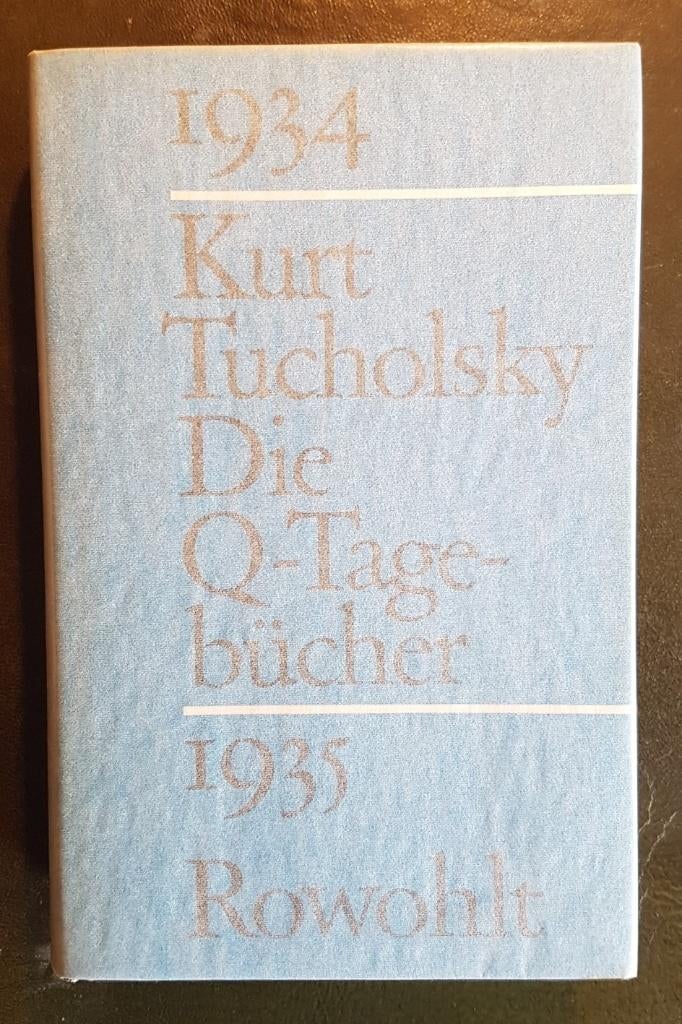 1934
Kurt
Tucholsky
Die
Q-Tage-
bücher
1935
Rowohlt